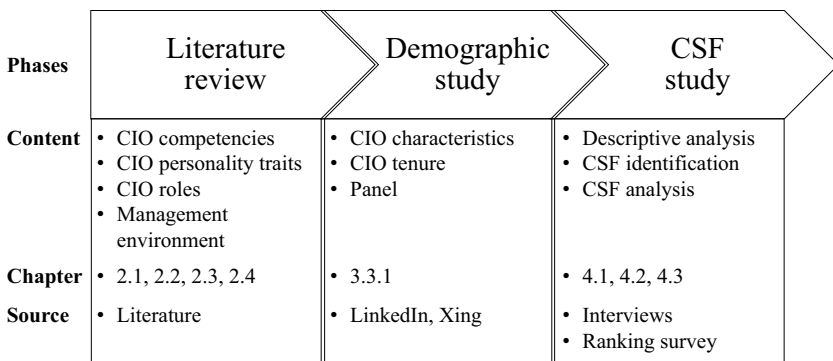 Phases
Literature
review
Demographic
study
CSF
study
Content
• CIO competencies
• CIO personality traits
• CIO roles
• Management
environment
• CIO characteristics
• CIO tenure
• Panel
• Descriptive analysis
• CSF identification
• CSF analysis
Chapter
• 2.1, 2.2, 2.3, 2.4
• 3.3.1
• 4.1, 4.2, 4.3
Source
• Literature
• LinkedIn, Xing
• Interviews
• Ranking survey